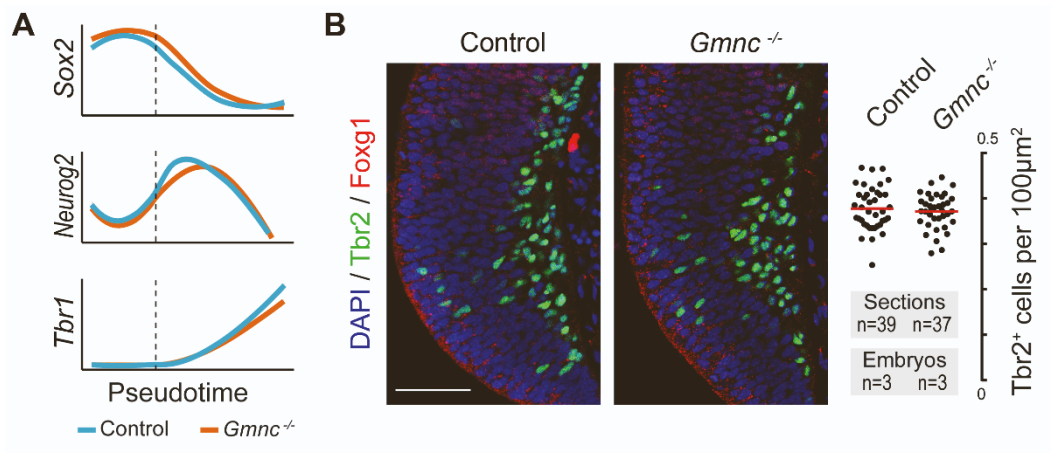 A
Sox2
Neurog2
Tbr1
Pseudotime
Control
Gmnc -/-
B
Control
Gmnc -/-
DAPI / Tbr2 / Foxg1
Control
Gmnc -/-
0.5
0
Tbr2+ cells per 100µm2
Sections
n=39 n=37
Embryos
n=3 n=3